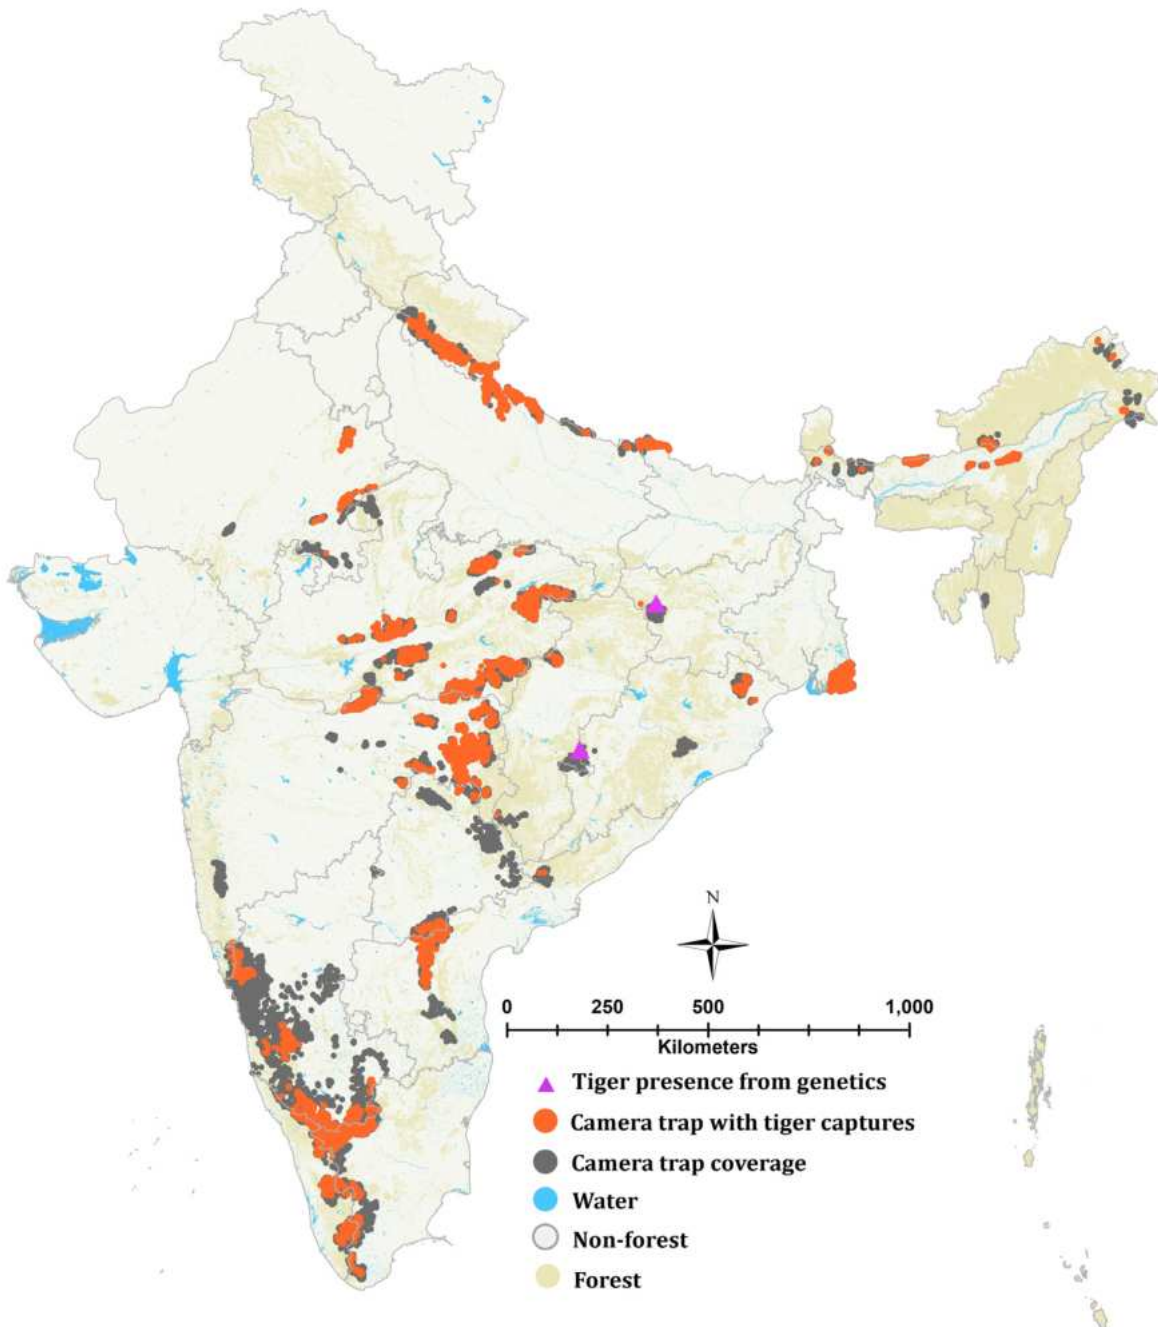 N
0 250 500 1,000
Kilometers
Tiger presence from genetics
Camera trap with tiger captures
Camera trap coverage
Water
Non-forest
Forest